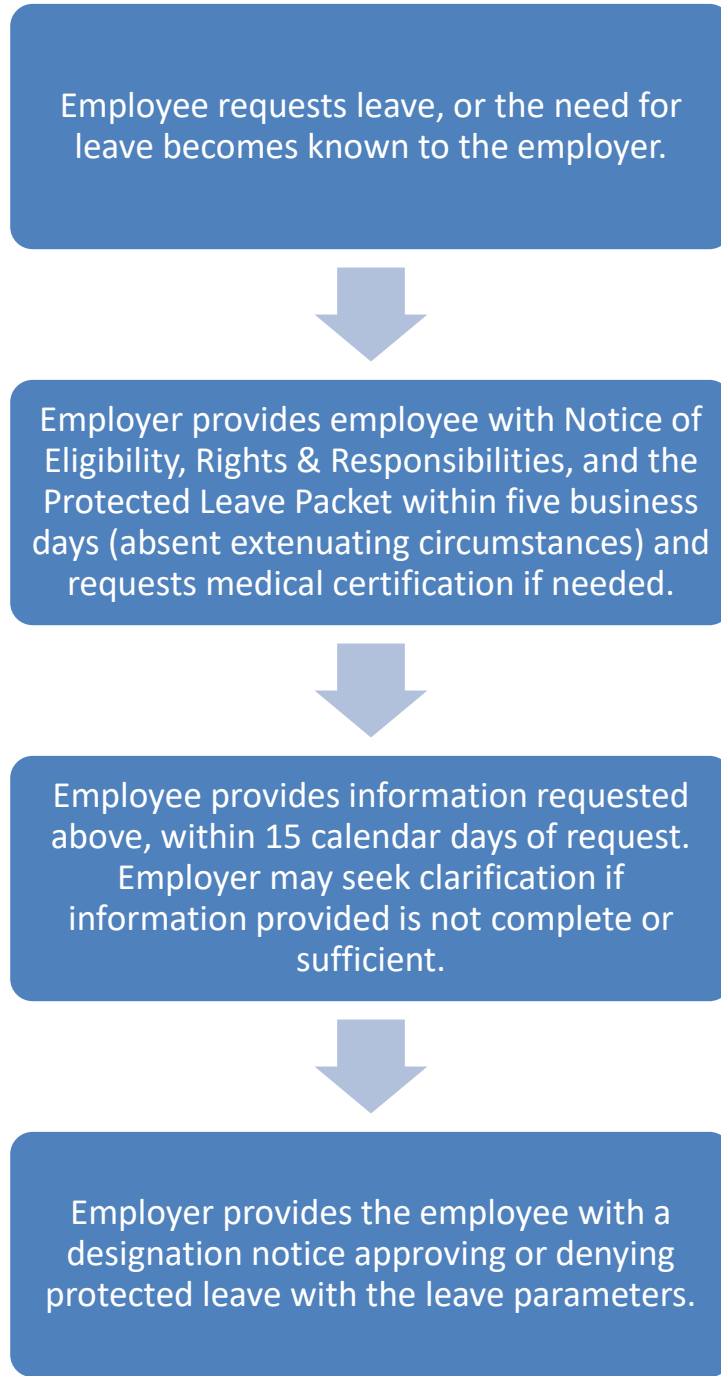 Employee requests leave, or the need for
leave becomes known to the employer.
Employer provides employee with Notice of
Eligibility, Rights & Responsibilities, and the
Protected Leave Packet within five business
days (absent extenuating circumstances) and
requests medical certification if needed.
Employee provides information requested
above, within 15 calendar days of request.
Employer may seek clarification if
information provided is not complete or
sufficient.
Employer provides the employee with a
designation notice approving or denying
protected leave with the leave parameters.